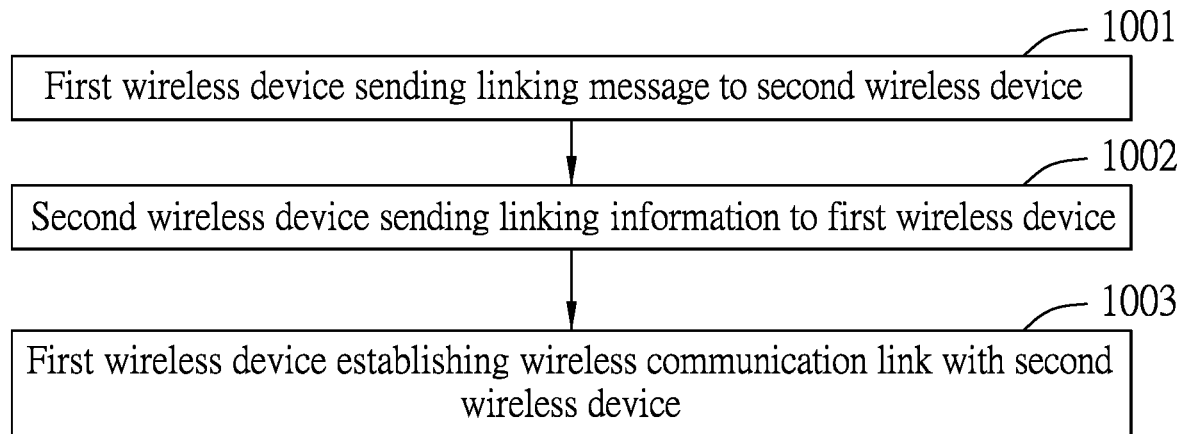 1001
First wireless device sending linking message to second wireless device
1002
Second wireless device sending linking information to first wireless device
1003
First wireless device establishing wireless communication link with second
wireless device